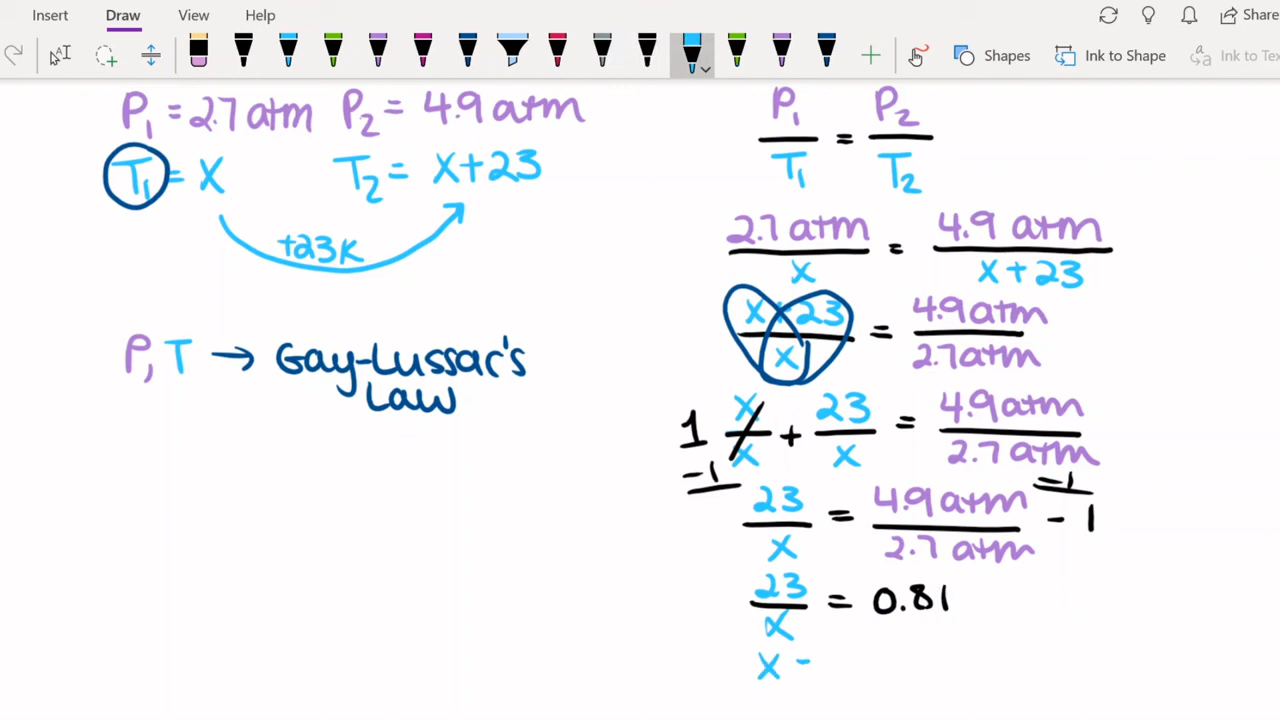 Insert Draw View Help Share
Shapes Ink to Shape Ink to Tex
P₁ = 2.7 atm P₂ = 4.9 atm
T₁ = X T₂ = X+23
+23K
P, T → Gay-Lussac's
Law
P₁/T₁ = P₂/T₂
2.7 atm/X = 4.9 atm/X+23
X+23/X = 4.9 atm/2.7 atm
1 X/X + 23/X = 4.9 atm/2.7 atm
-1 -1
23/X = 4.9 atm/2.7 atm - 1
23/X = 0.81
X -